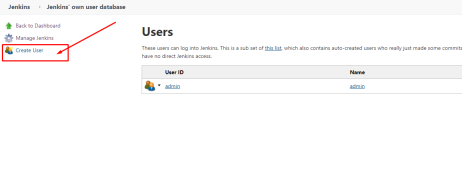 Jenkins › Jenkins' own user database
Back to Dashboard
Manage Jenkins
Create User
Users
These users can log into Jenkins. This is a sub set of this list, which also contains auto-created users who really just made some commits
have no direct Jenkins access.
User ID Name
admin admin